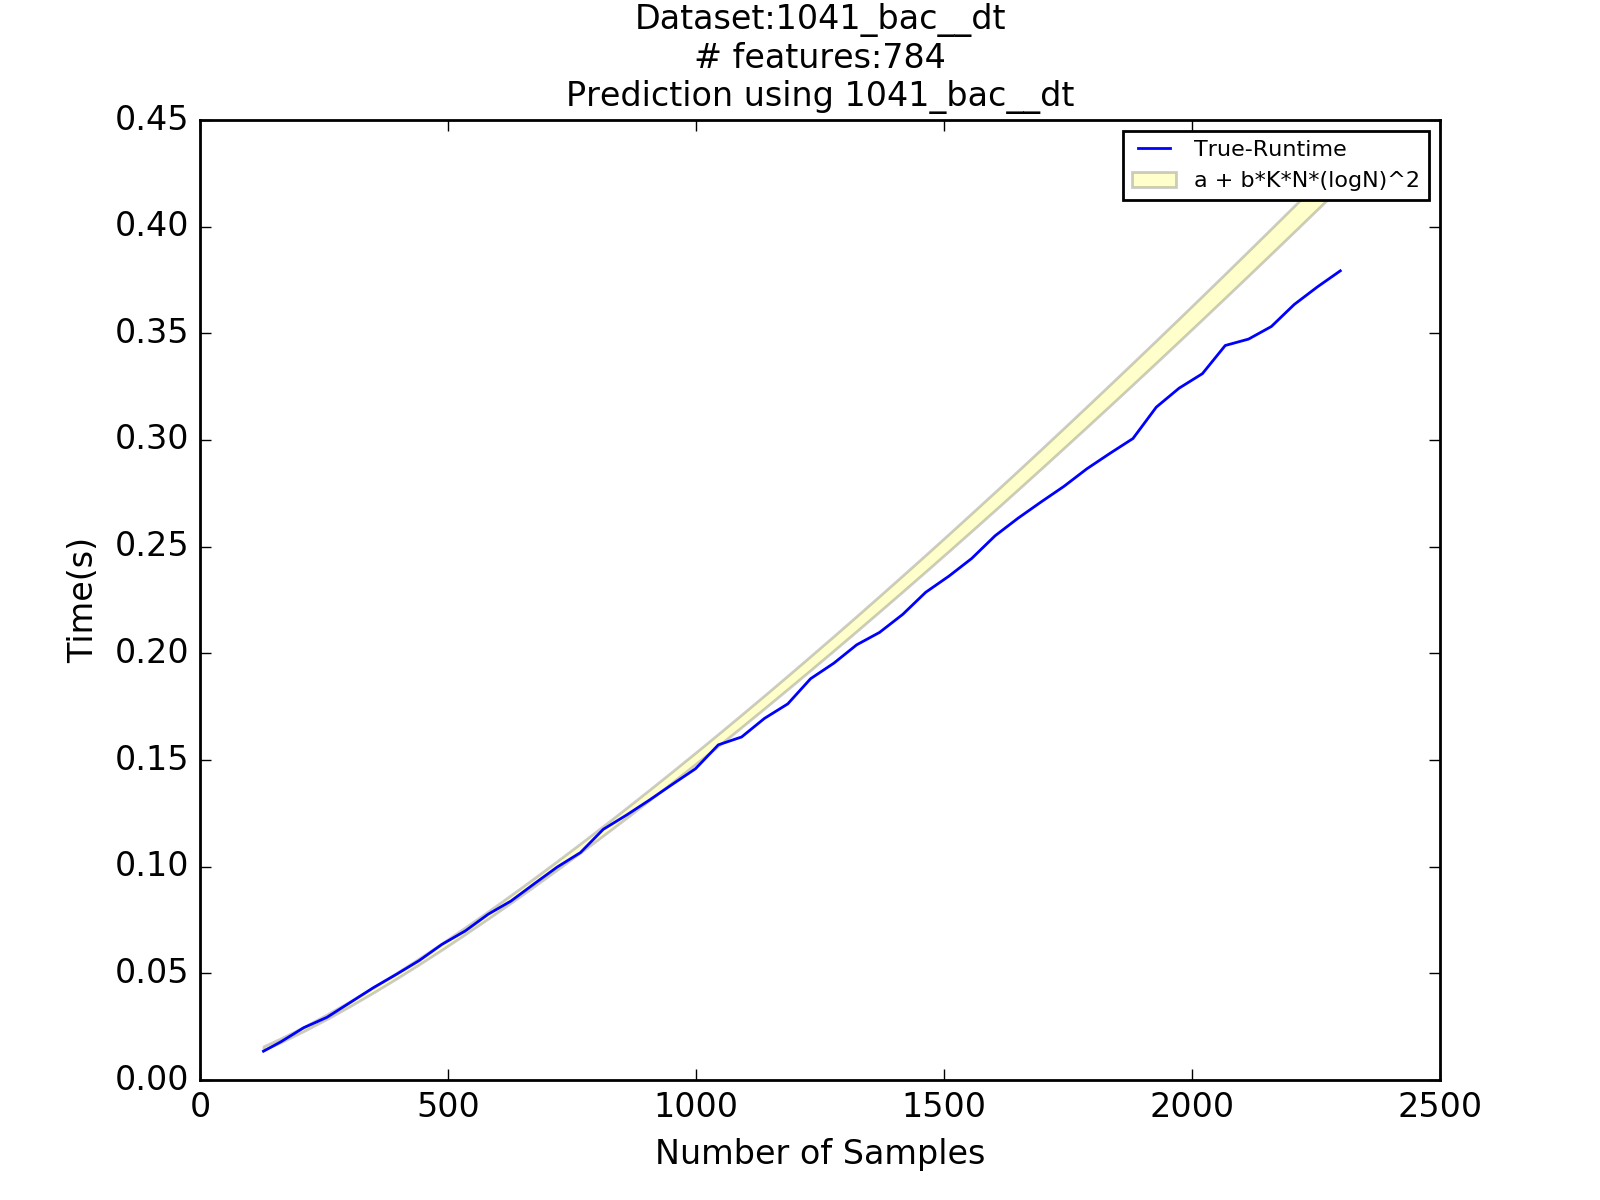 Dataset:1041_bac__dt
# features:784
Prediction using 1041_bac__dt
0.45
True-Runtime
a + b*K*N*(logN)^2
0.40
0.35
0.30
0.25
0.20
0.15
0.10
0.05
0.00
Time(s)
0 500 1000 1500 2000 2500
Number of Samples